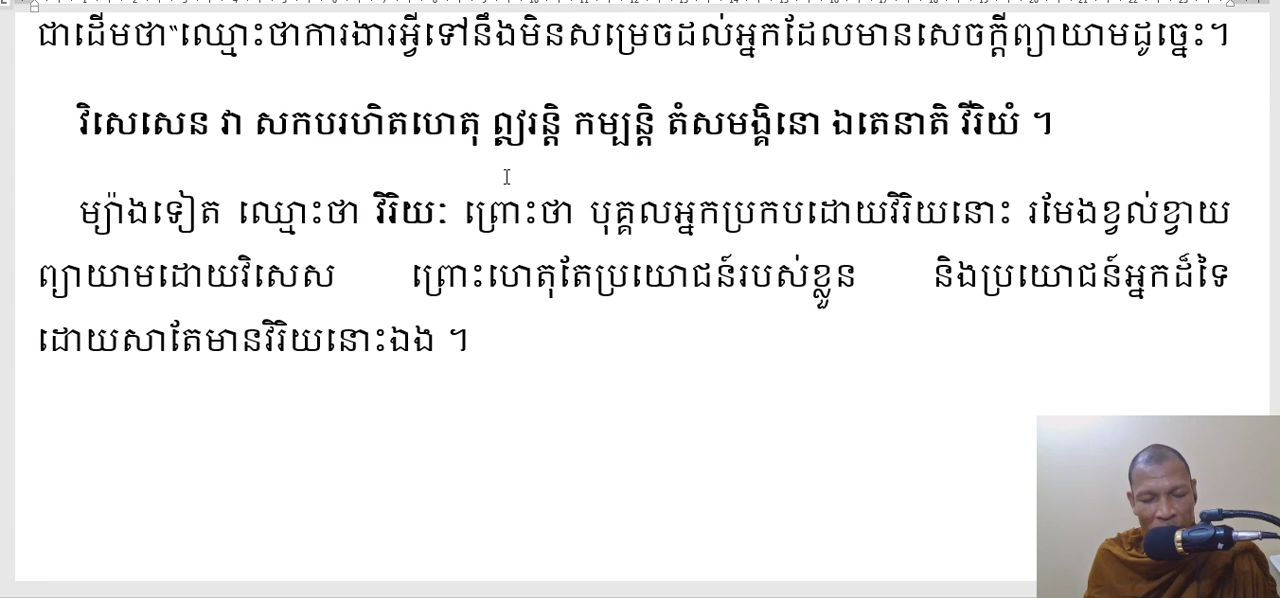 ជាដើមថា“ឈ្មោះថាការងារអ្វីទៅនឹងមិនសម្រេចដល់អ្នកដែលមានសេចក្តីព្យាយាមដូច្នេះ។
វិសេសេន វា សកបរហិតហេតុ ឦរន្តិ កម្បន្តិ តំសមង្គិនោ ឯតេនាតិ វីរិយំ ។
ម្យ៉ាងទៀត ឈ្មោះថា វិរិយៈ ព្រោះថា បុគ្គលអ្នកប្រកបដោយវិរិយនោះ រមែងខ្វល់ខ្វាយ
ព្យាយាមដោយវិសេស ព្រោះហេតុតែប្រយោជន៍របស់ខ្លួន និងប្រយោជន៍អ្នកដ៏ទៃ
ដោយសាតែមានវិរិយនោះឯង ។